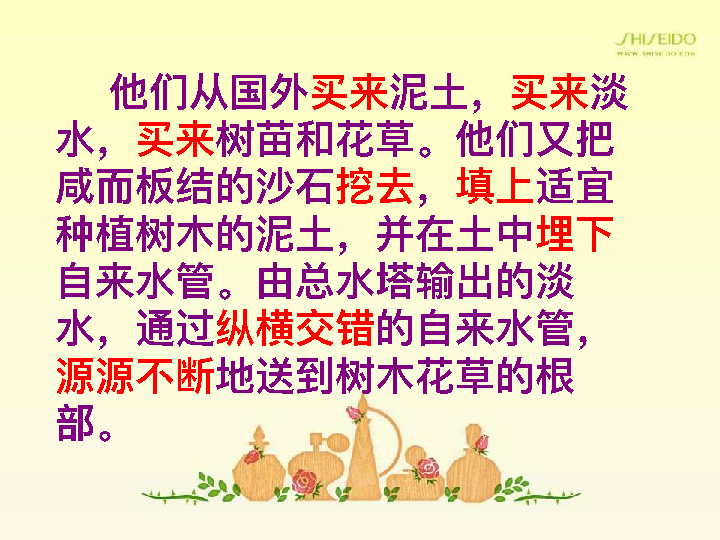 SHISEIDO
WWW.SHISEIDO.COM
他们从国外买来泥土，买来淡
水，买来树苗和花草。他们又把
咸而板结的沙石挖去，填上适宜
种植树木的泥土，并在土中埋下
自来水管。由总水塔输出的淡
水，通过纵横交错的自来水管，
源源不断地送到树木花草的根
部。